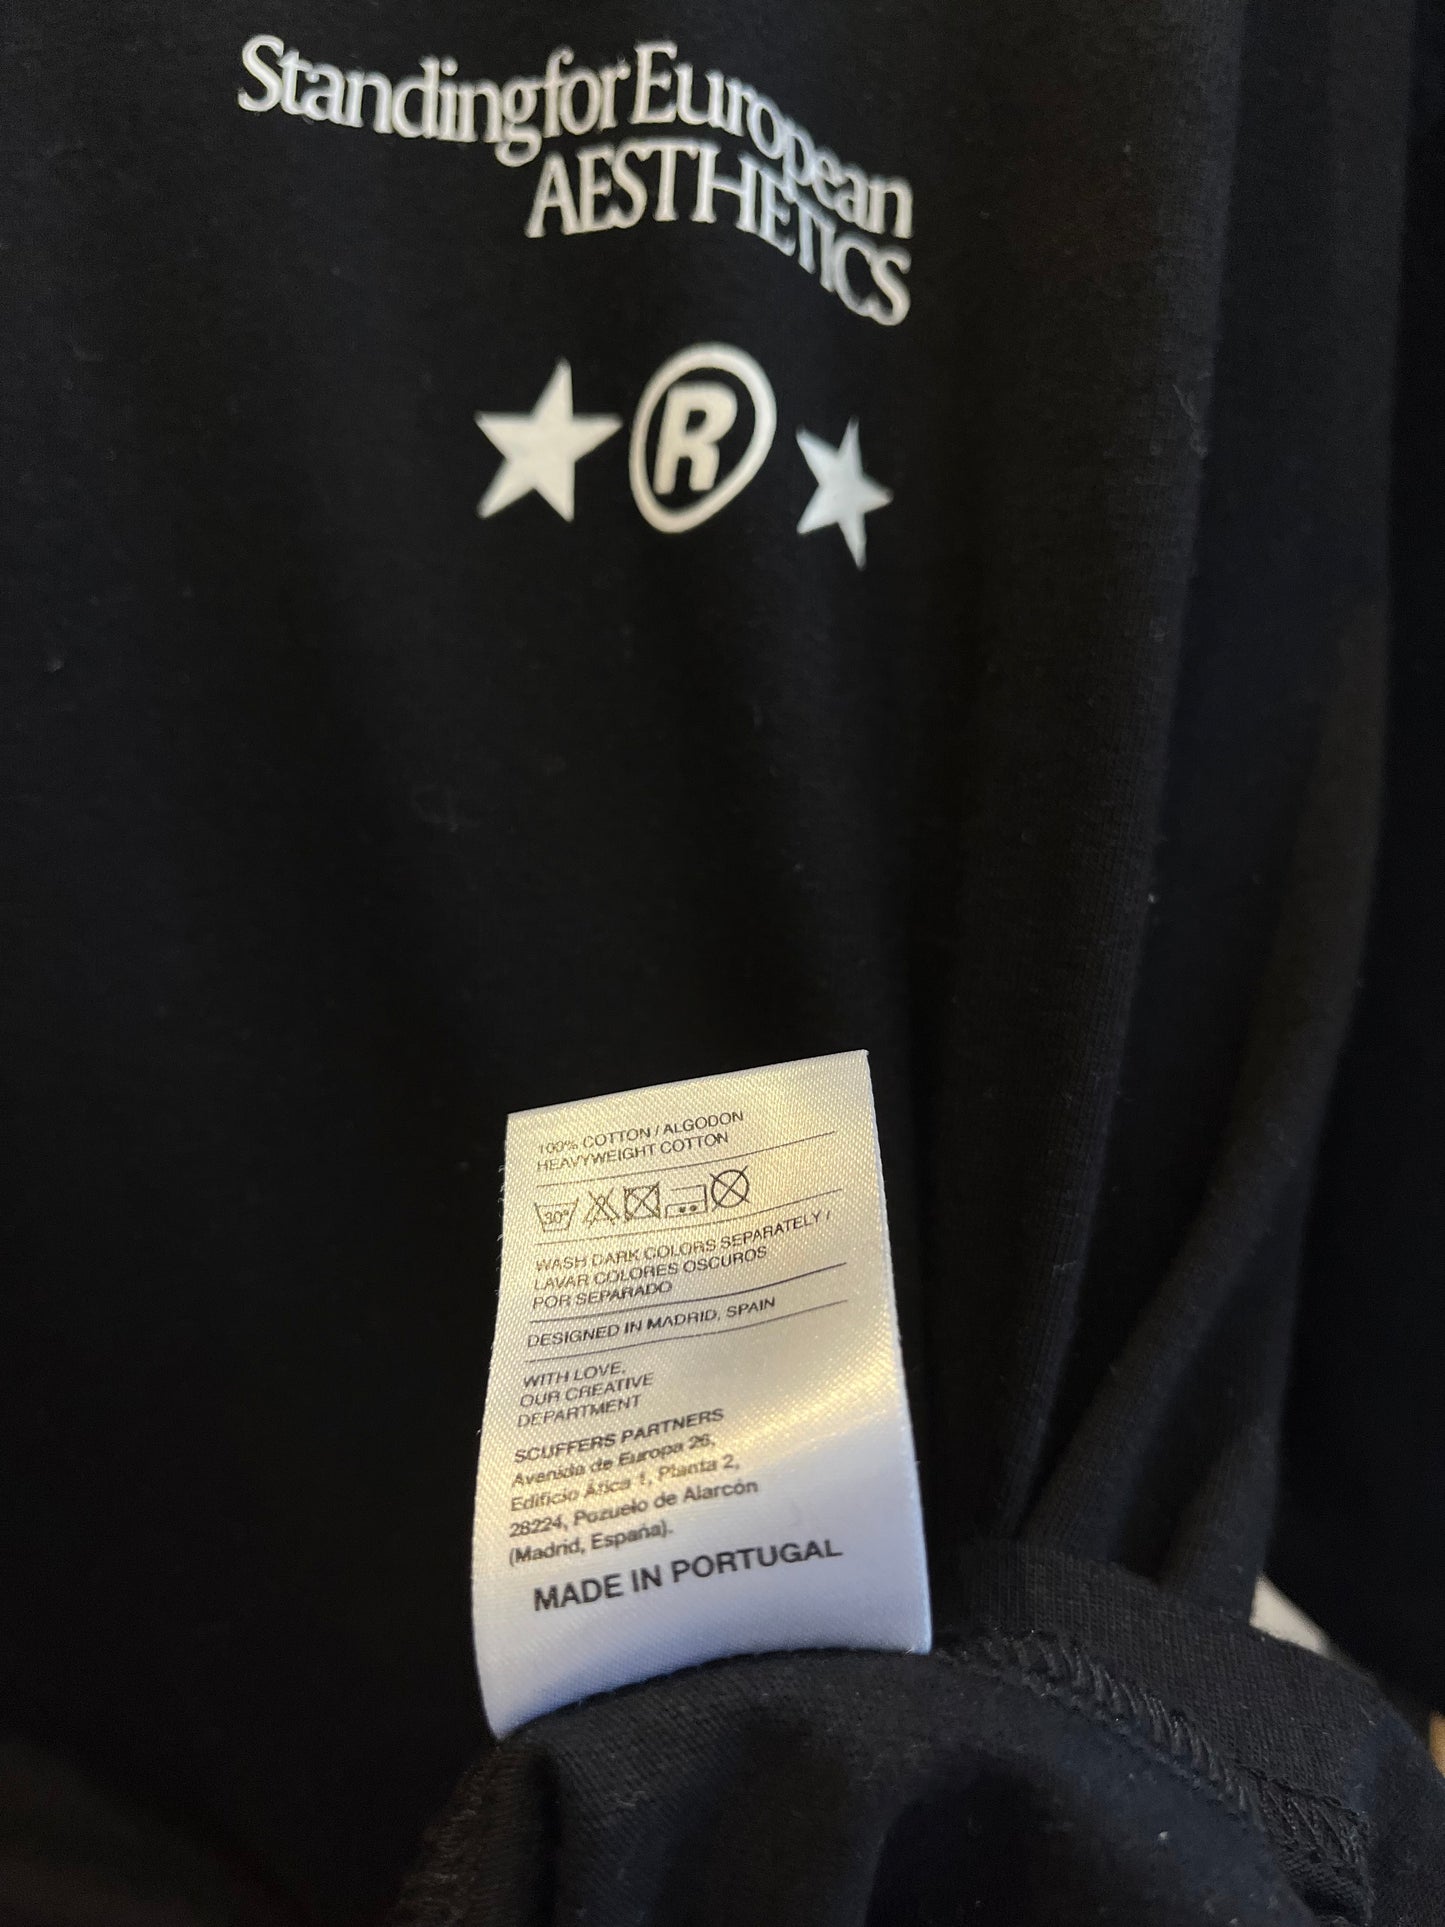 Standing for European
AESTHETICS
R
100% COTTON / ALGODON
HEAVYWEIGHT COTTON
30°
WASH DARK COLORS SEPARATELY /
LAVAR COLORES OSCUROS
POR SEPARADO
DESIGNED IN MADRID, SPAIN
WITH LOVE,
OUR CREATIVE
DEPARTMENT
SCUFFERS PARTNERS
Avenida de Europa 26,
Edificio Ática 1, Planta 2,
28224, Pozuelo de Alarcón
(Madrid, España).
MADE IN PORTUGAL